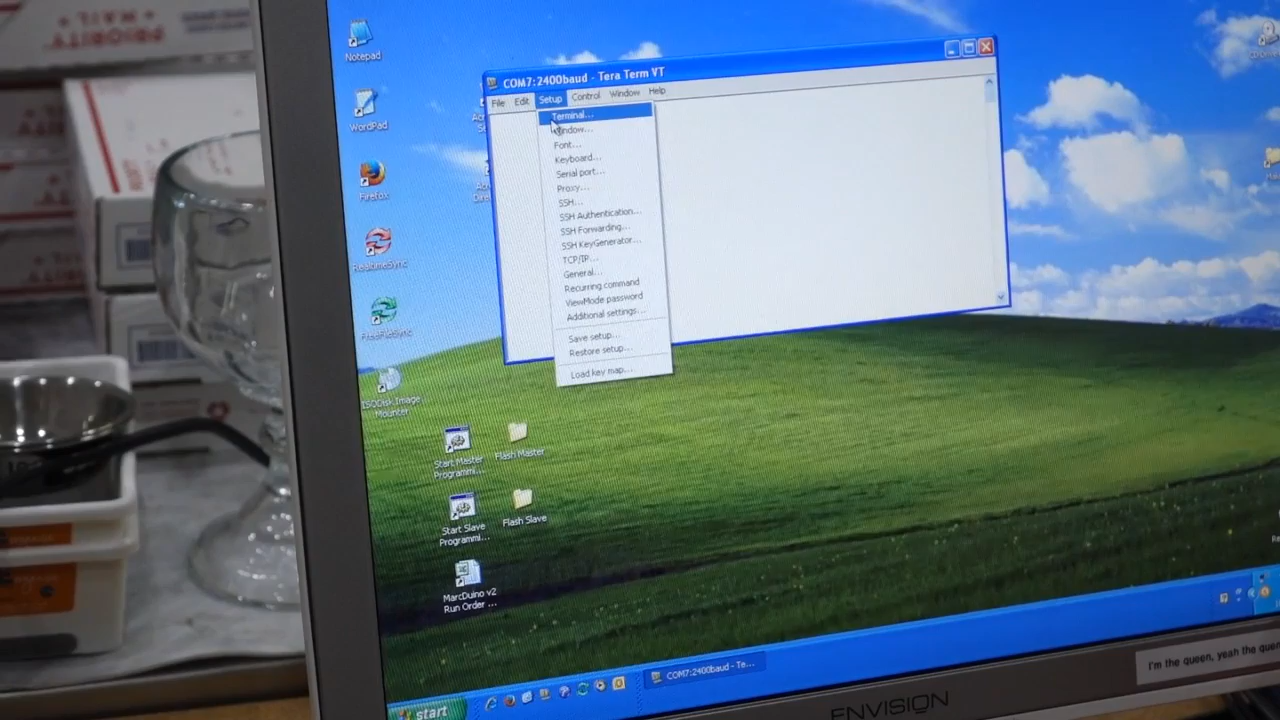 PRIORITY
MAIL
Notepad
WordPad
Firefox
RealtimeSync
FreeFileSync
ISODisk Image
Mounter
Start Master
Programmi...
Flash Master
Start Slave
Programmi...
Flash Slave
MarcDuino v2
Run Order ...
COM7:2400baud - Tera Term VT
File Edit Setup Control Window Help
Terminal...
Window...
Font...
Keyboard...
Serial port...
Proxy...
SSH...
SSH Authentication...
SSH Forwarding...
SSH KeyGenerator...
TCP/IP...
General...
Recurring command
ViewMode password
Additional settings...
Save setup...
Restore setup...
Load key map...
start
COM7:2400baud - Te...
ENVISION
I'm the queen, yeah the que